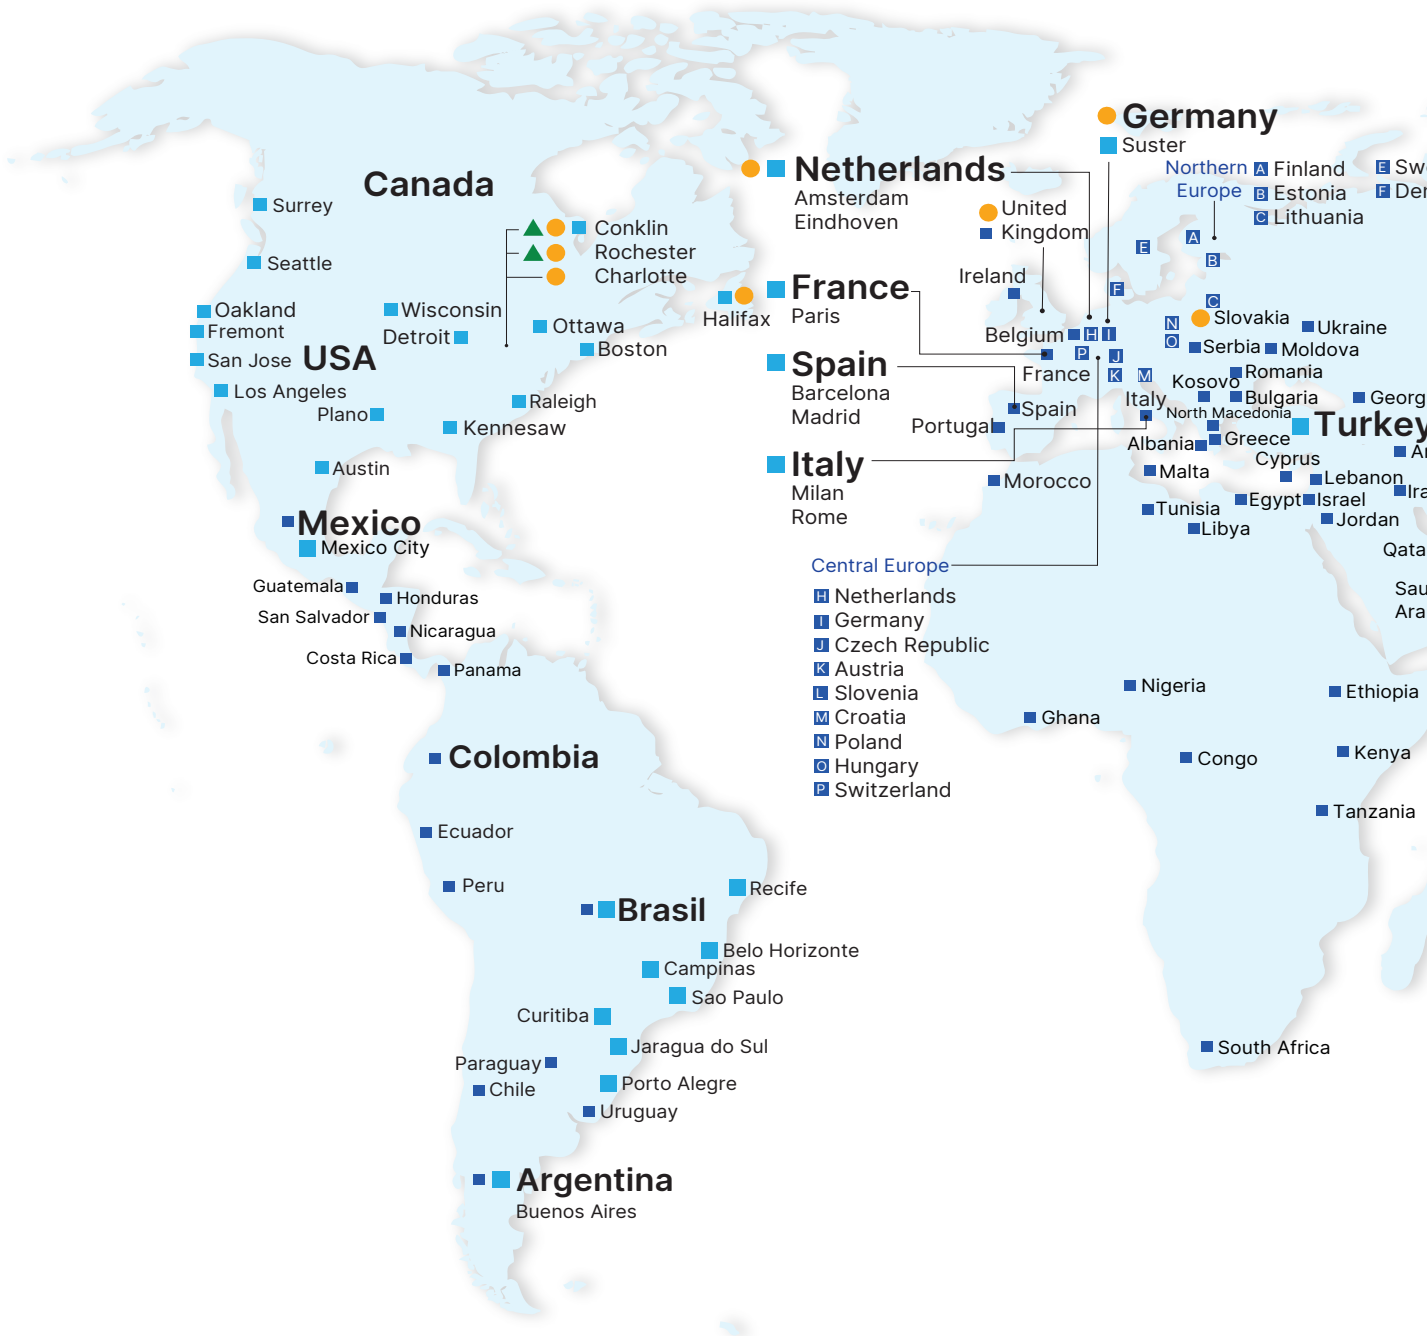 Germany
Suster
Canada
Netherlands
Amsterdam
Eindhoven
Northern
Europe
A Finland
B Estonia
C Lithuania
E
F
Surrey
Seattle
Conklin
Rochester
Charlotte
United
Kingdom
Ireland
A
E
B
F
C
Oakland
Fremont
San Jose
USA
Los Angeles
Wisconsin
Detroit
Plano
Ottawa
Boston
Raleigh
Kennesaw
Austin
Halifax
France
Paris
Spain
Barcelona
Madrid
Italy
Milan
Rome
Belgium
H
I
P
J
K
M
N
O
Slovakia
Ukraine
Serbia
Moldova
Romania
Kosovo
Bulgaria
France
Italy
North Macedonia
Spain
Portugal
Albania
Greece
Turkey
Cyprus
Malta
Lebanon
Morocco
Tunisia
Egypt
Israel
Libya
Jordan
Mexico
Mexico City
Guatemala
Honduras
San Salvador
Nicaragua
Costa Rica
Panama
Central Europe
H Netherlands
I Germany
J Czech Republic
K Austria
L Slovenia
M Croatia
N Poland
O Hungary
P Switzerland
Nigeria
Ethiopia
Ghana
Congo
Kenya
Tanzania
South Africa
Colombia
Ecuador
Peru
Brasil
Recife
Belo Horizonte
Campinas
Sao Paulo
Curitiba
Jaragua do Sul
Paraguay
Chile
Porto Alegre
Uruguay
Argentina
Buenos Aires